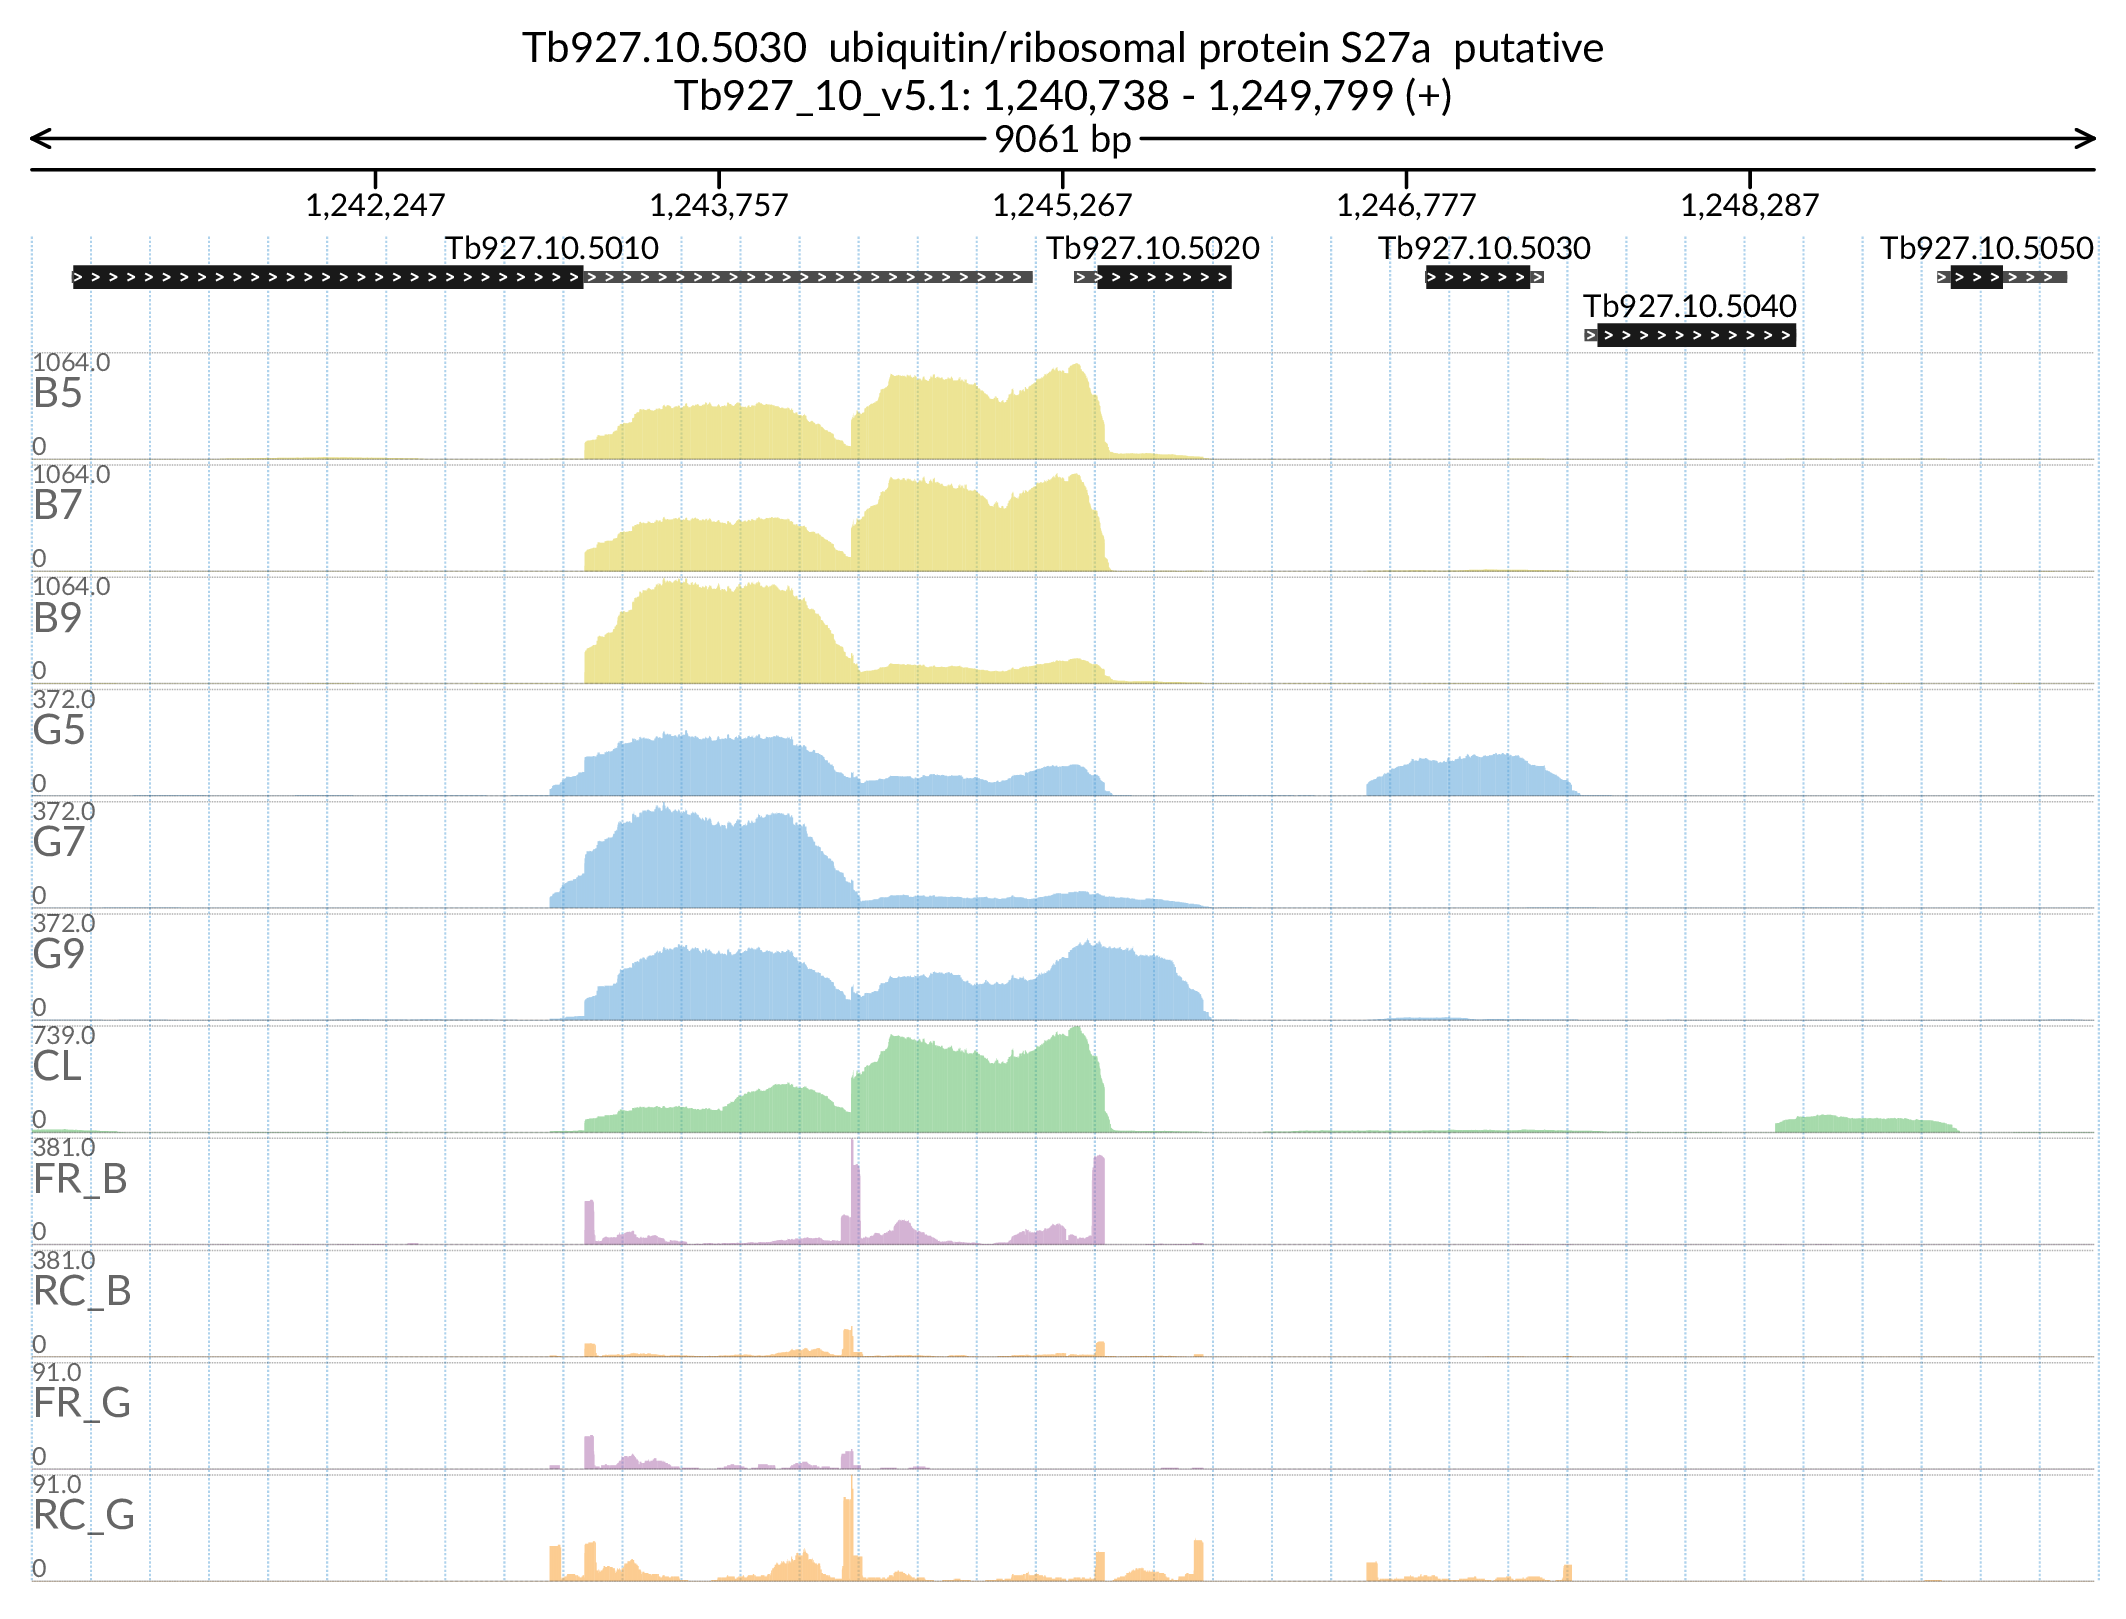 Tb927.10.5030  ubiquitin/ribosomal protein S27a  putative
Tb927_10_v5.1: 1,240,738 - 1,249,799 (+)
9061 bp
1,242,247 1,243,757 1,245,267 1,246,777 1,248,287
Tb927.10.5010 Tb927.10.5020 Tb927.10.5030 Tb927.10.5050
Tb927.10.5040
1064.0
B5
0
1064.0
B7
0
1064.0
B9
0
372.0
G5
0
372.0
G7
0
372.0
G9
0
739.0
CL
0
381.0
FR_B
0
381.0
RC_B
0
91.0
FR_G
0
91.0
RC_G
0